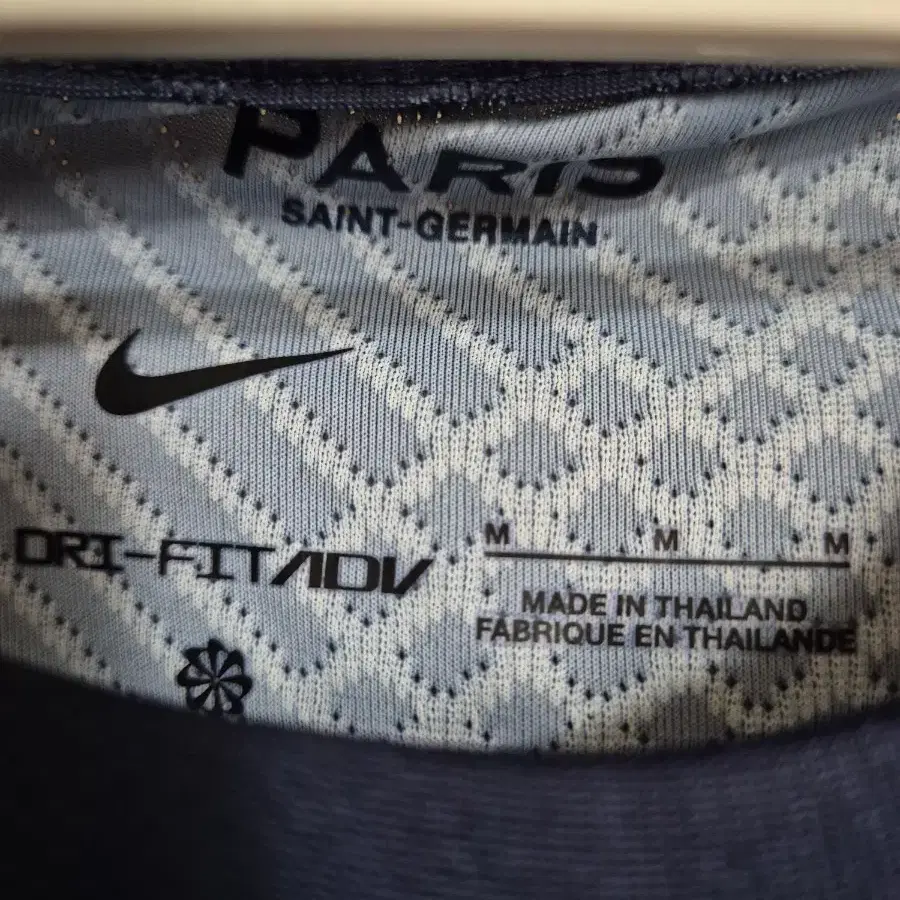 PARIS
SAINT-GERMAIN
DRI-FIT ADV
M M M
MADE IN THAILAND
FABRIQUE EN THAILANDE